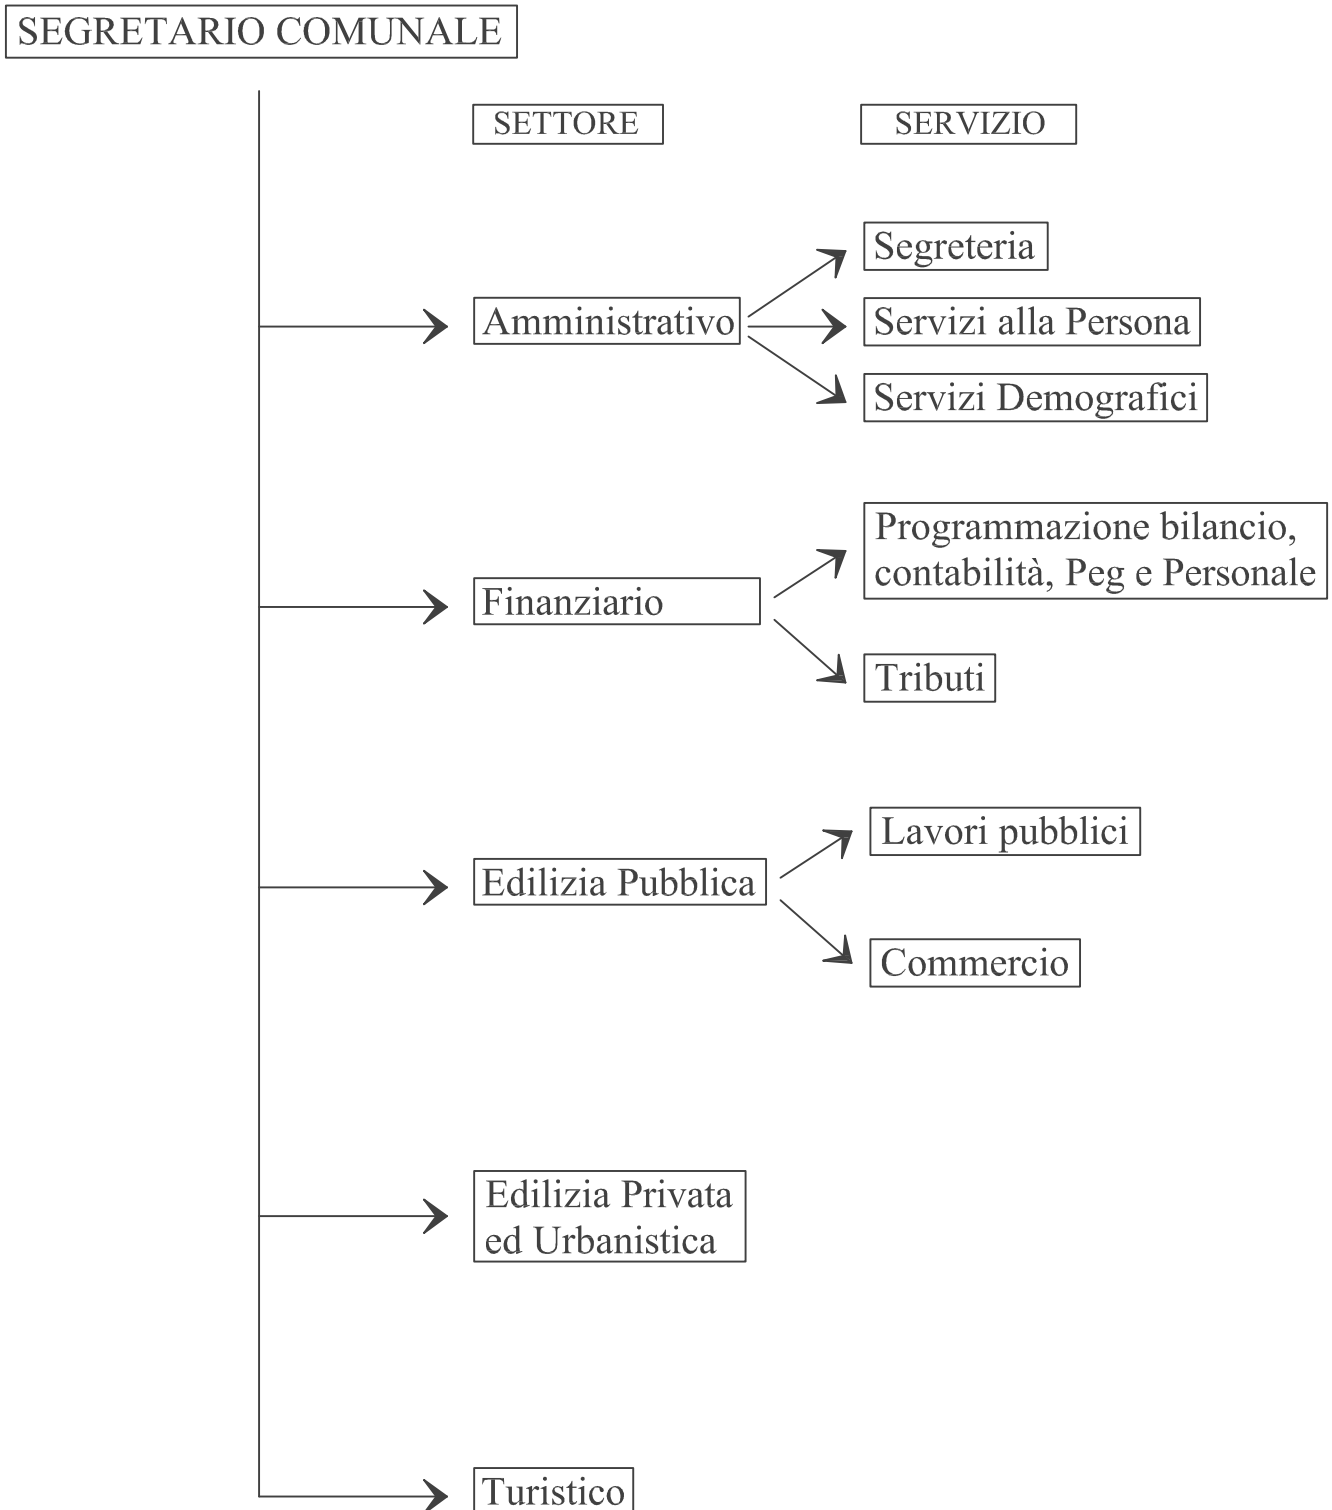 SEGRETARIO COMUNALE
SETTORE
SERVIZIO
Segreteria
Amministrativo
Servizi alla Persona
Servizi Demografici
Programmazione bilancio,
contabilità, Peg e Personale
Finanziario
Tributi
Lavori pubblici
Edilizia Pubblica
Commercio
Edilizia Privata
ed Urbanistica
Turistico